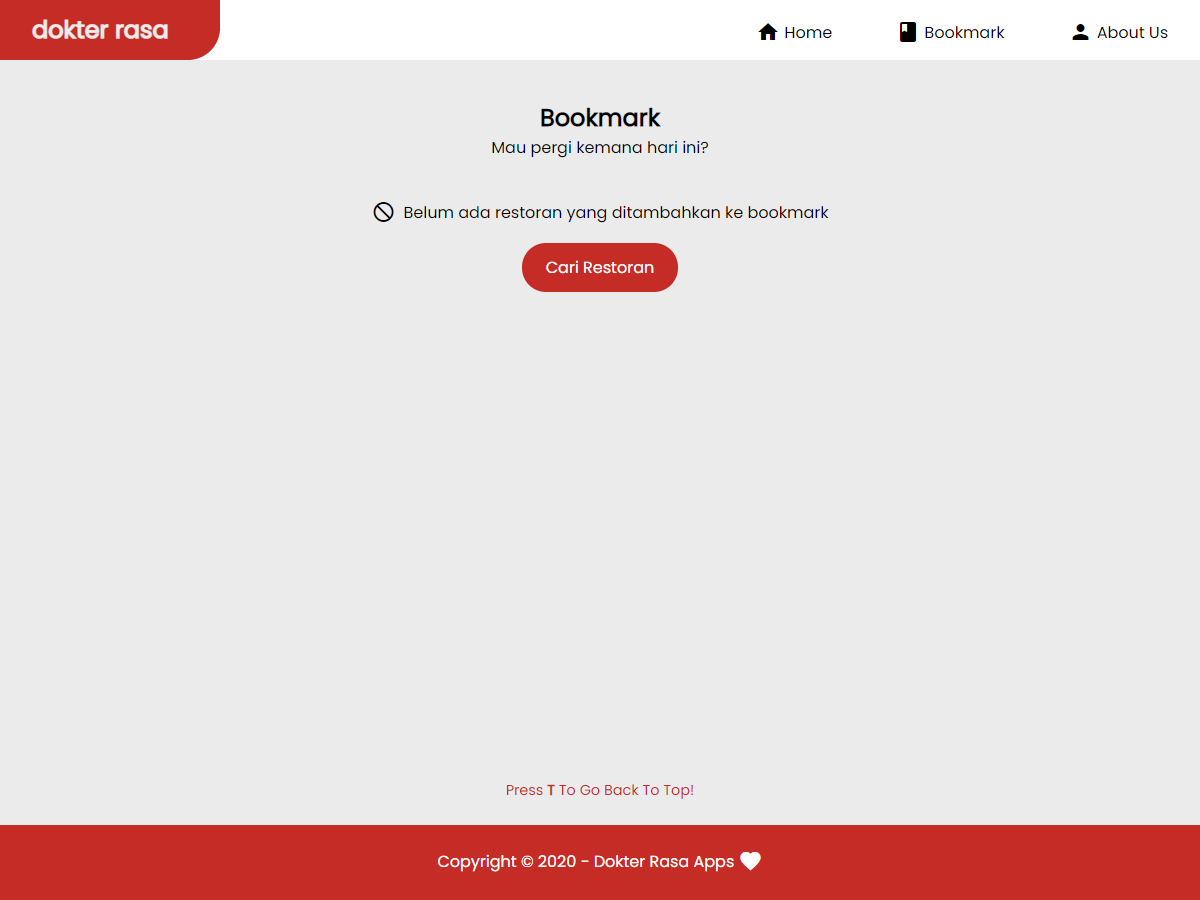 dokter rasa
Home
Bookmark
About Us
Bookmark
Mau pergi kemana hari ini?
Belum ada restoran yang ditambahkan ke bookmark
Cari Restoran
Press T To Go Back To Top!
Copyright © 2020 - Dokter Rasa Apps